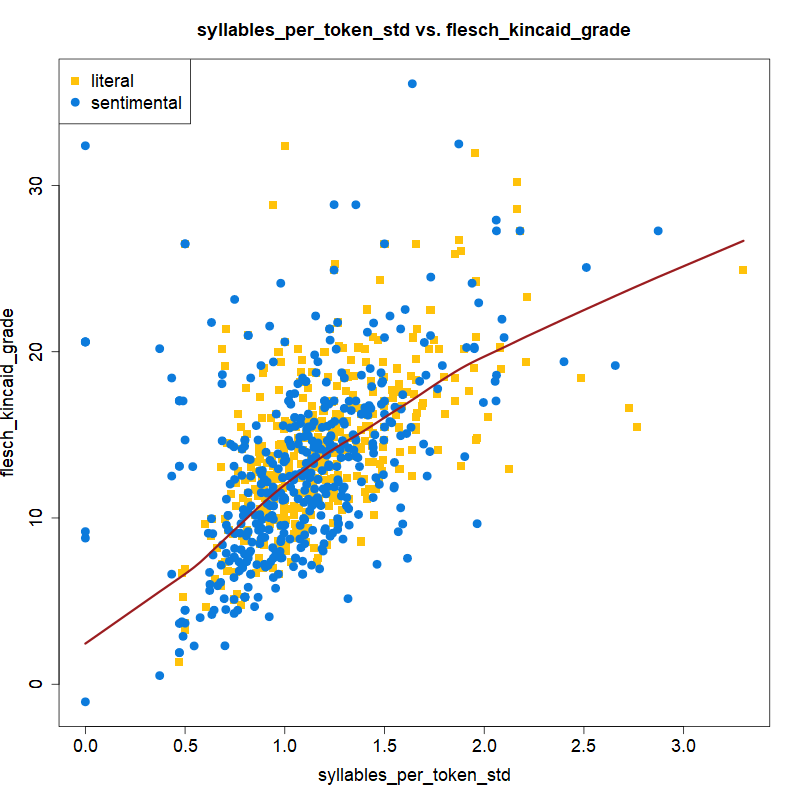 syllables_per_token_std vs. flesch_kincaid_grade
literal
sentimental
flesch_kincaid_grade
30
20
10
0
0.0 0.5 1.0 1.5 2.0 2.5 3.0
syllables_per_token_std